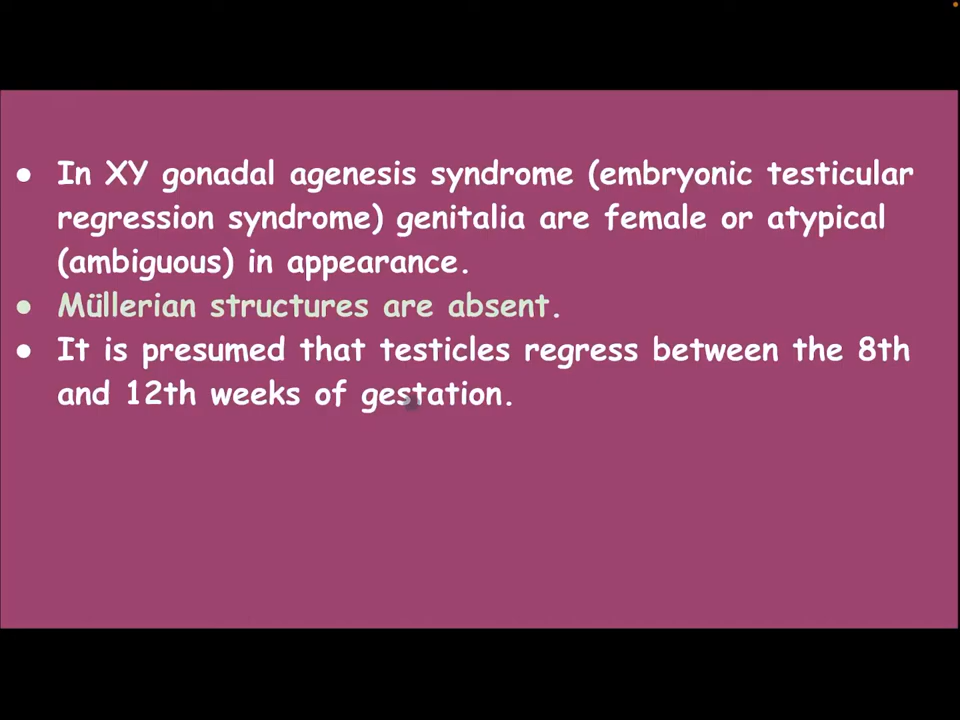 ● In XY gonadal agenesis syndrome (embryonic testicular
regression syndrome) genitalia are female or atypical
(ambiguous) in appearance.
● Müllerian structures are absent.
● It is presumed that testicles regress between the 8th
and 12th weeks of gestation.